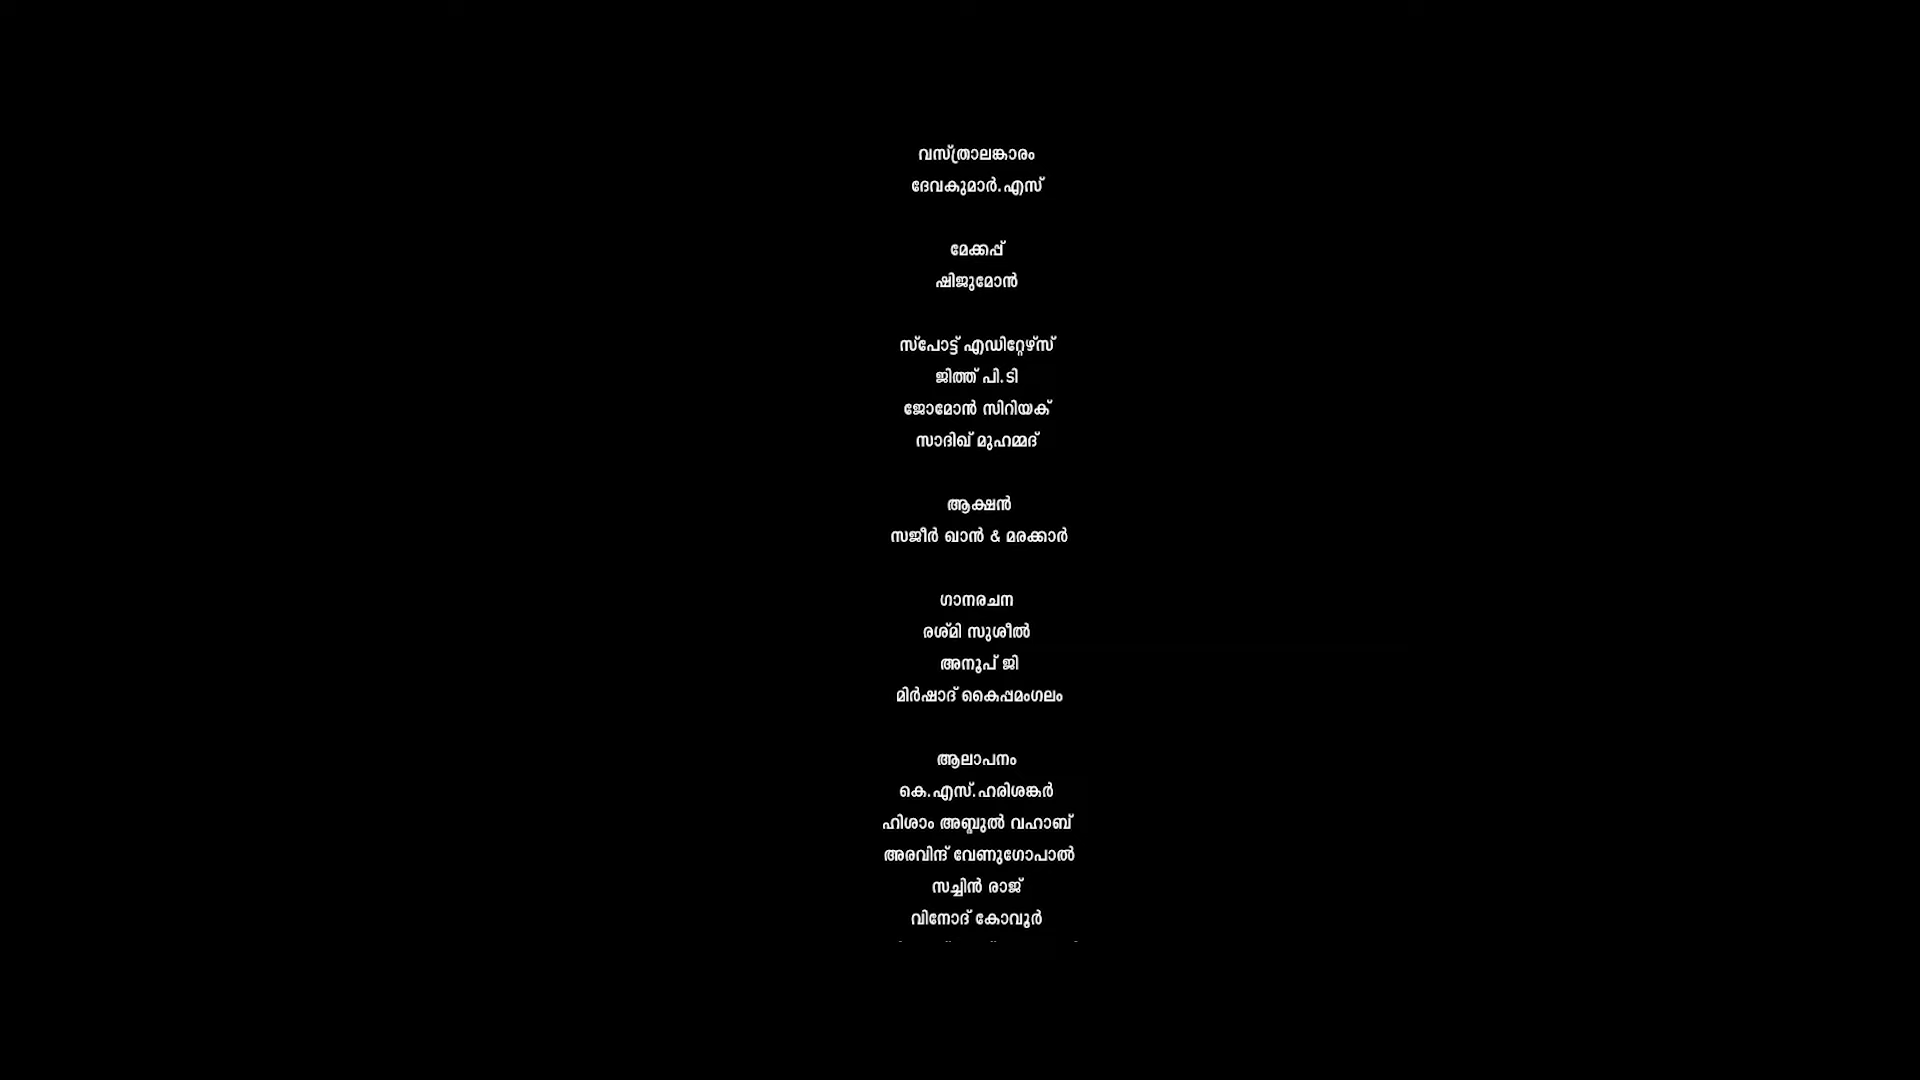 വസ്ത്രാലങ്കാരം
ദേവകുമാർ.എസ്
മേക്കപ്പ്
ഷിജുമോൻ
സ്പോട്ട് എഡിറ്റേഴ്സ്
ജിത്ത് പി.ടി
ജോമോൻ സിറിയക്
സാദിഖ് മുഹമ്മദ്
ആക്ഷൻ
സജീർ ഖാൻ & മരക്കാർ
ഗാനരചന
രശ്മി സുശീൽ
അനൂപ് ജി
മിർഷാദ് കൈപ്പമംഗലം
ആലാപനം
കെ.എസ്.ഹരിശങ്കർ
ഹിശാം അബ്ദുൽ വഹാബ്
അരവിന്ദ് വേണുഗോപാൽ
സച്ചിൻ രാജ്
വിനോദ് കോവൂർ